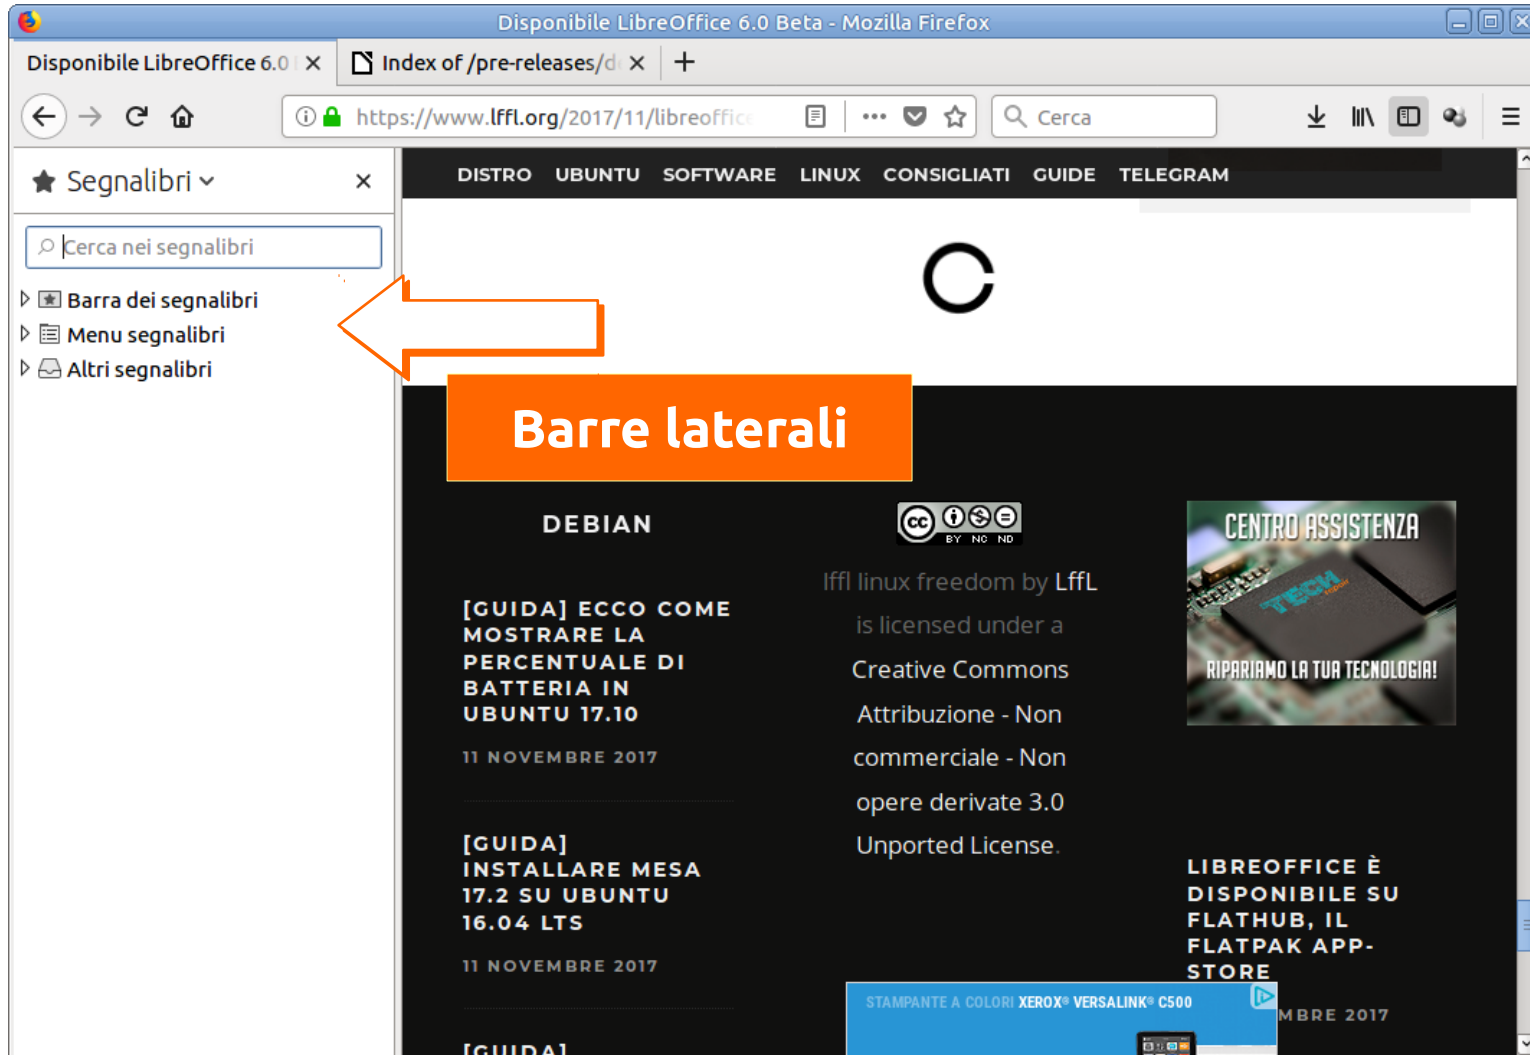 Disponibile LibreOffice 6.0 Beta - Mozilla Firefox
Disponibile LibreOffice 6.0
Index of /pre-releases/d
https://www.lffl.org/2017/11/libreoffice
Cerca
Segnalibri
Cerca nei segnalibri
Barra dei segnalibri
Menu segnalibri
Altri segnalibri
DISTRO UBUNTU SOFTWARE LINUX CONSIGLIATI GUIDE TELEGRAM
Barre laterali
DEBIAN
[GUIDA] ECCO COME
MOSTRARE LA
PERCENTUALE DI
BATTERIA IN
UBUNTU 17.10
11 NOVEMBRE 2017
[GUIDA]
INSTALLARE MESA
17.2 SU UBUNTU
16.04 LTS
11 NOVEMBRE 2017
[GUIDA]
cc
BY NC ND
lffl linux freedom by LffL
is licensed under a
Creative Commons
Attribuzione - Non
commerciale - Non
opere derivate 3.0
Unported License.
CENTRO ASSISTENZA
TECH
RIPARIAMO LA TUA TECNOLOGIA!
LIBREOFFICE È
DISPONIBILE SU
FLATHUB, IL
FLATPAK APP-
STORE
MBRE 2017
STAMPANTE A COLORI XEROX® VERSALINK® C500